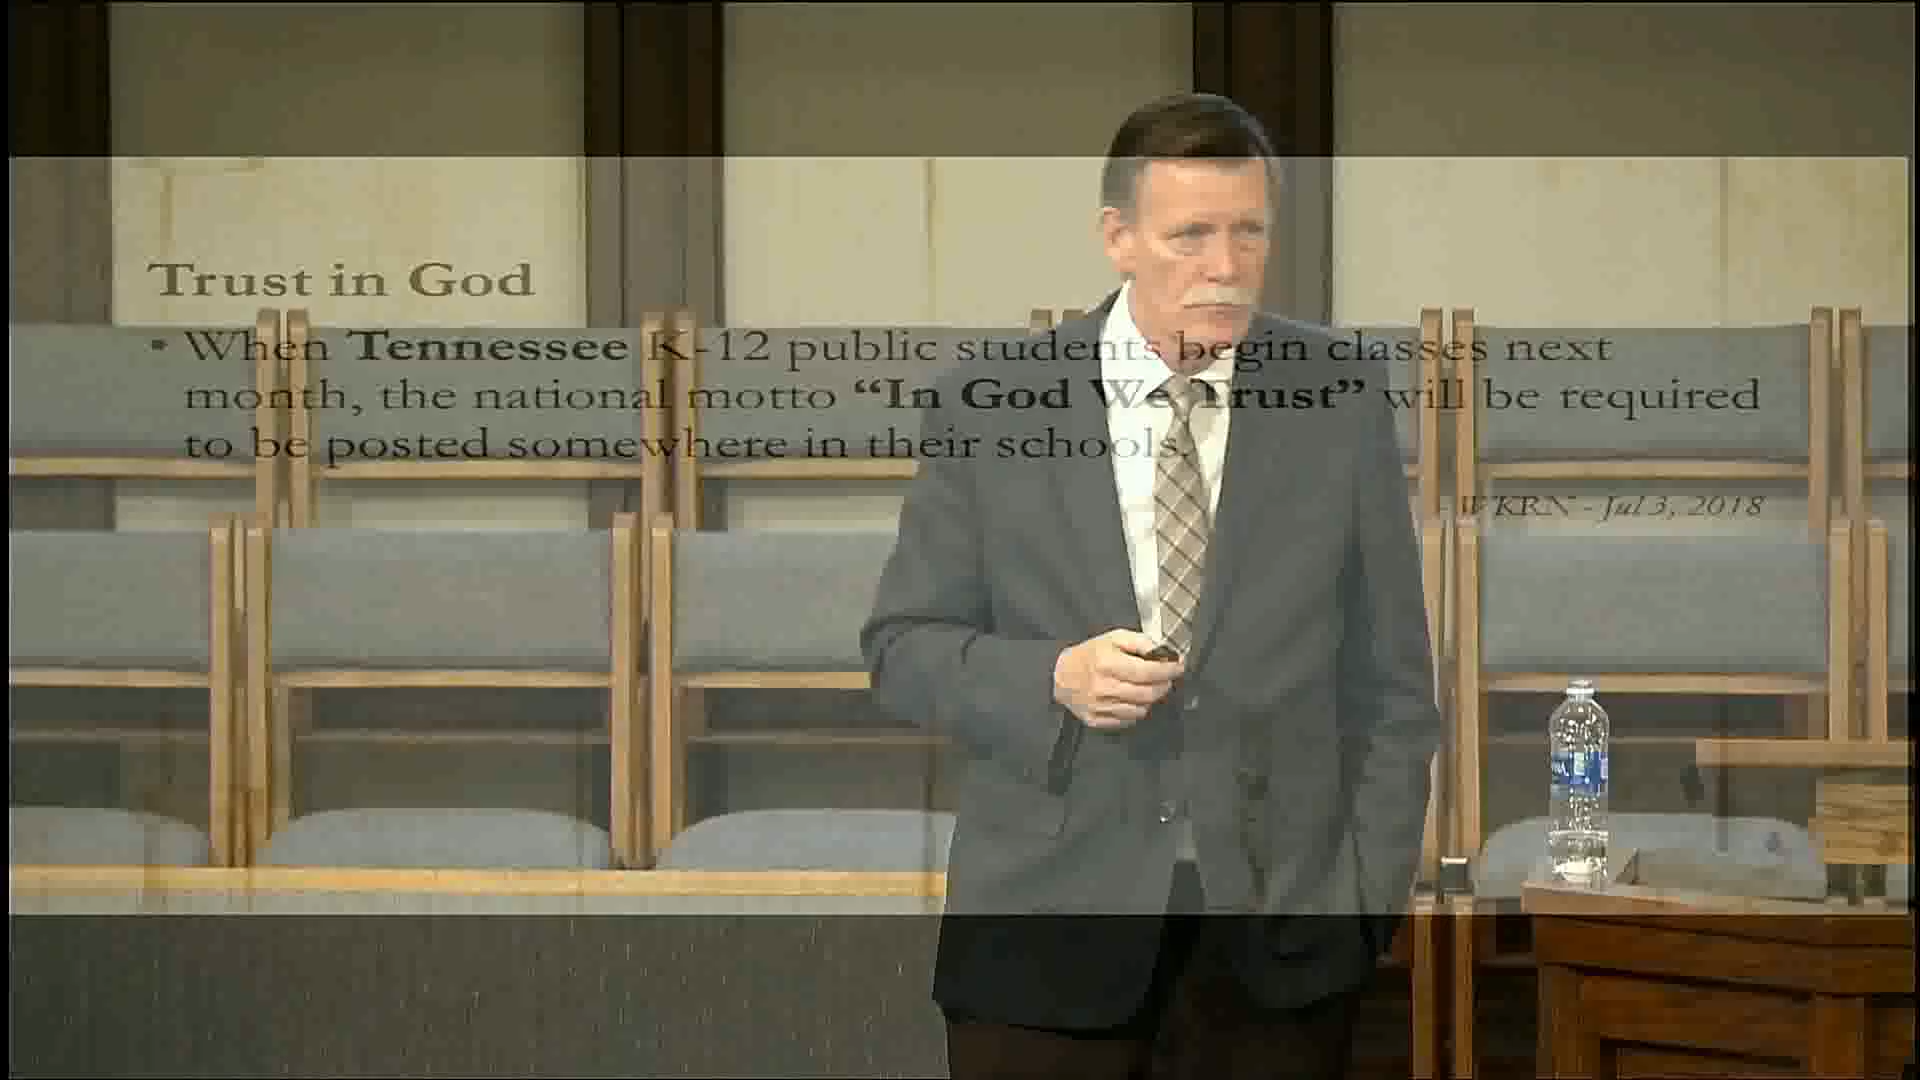 Trust in God
• When Tennessee K-12 public students begin classes next
month, the national motto “In God We Trust” will be required
to be posted somewhere in their schools.
- WKRN - Jul 3, 2018